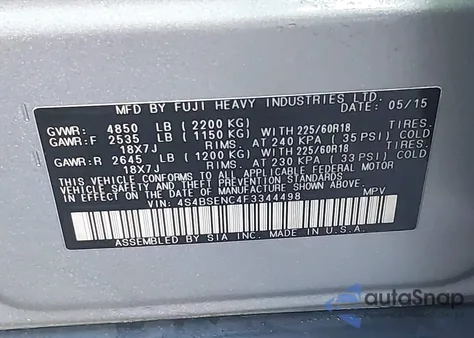 MFD BY FUJI HEAVY INDUSTRIES LTD. DATE: 05/15
GVWR: 4850 LB (2200 KG)
GAWR:F 2535 LB (1150 KG) WITH 225/60R18 TIRES.
18X7J RIMS. AT 240 KPA (35 PSI) COLD
GAWR:R 2645 LB (1200 KG) WITH 225/60R18 TIRES.
18X7J RIMS. AT 230 KPA (33 PSI) COLD
THIS VEHICLE CONFORMS TO ALL APPLICABLE FEDERAL MOTOR VEHICLE SAFETY STANDARDS
IN EFFECT ON THE DATE OF MANUFACTURE SHOWN ABOVE.
VIN: 4S4BSENC4F3344498 MPV
ASSEMBLED BY SIA INC. MADE IN U.S.A.
autoSnap